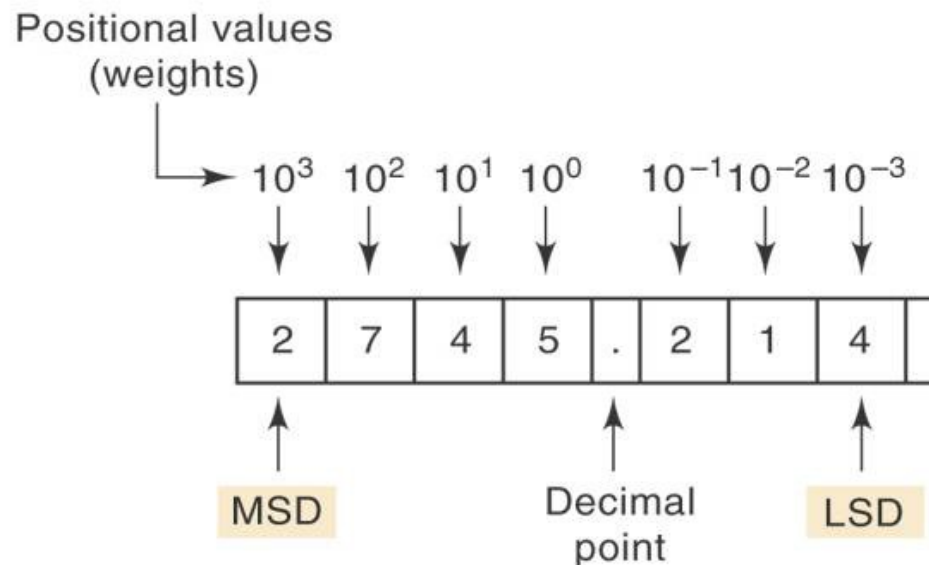 Positional values
(weights)
10³ 10² 10¹ 10⁰ 10⁻¹ 10⁻² 10⁻³
2 7 4 5 . 2 1 4
MSD Decimal point LSD